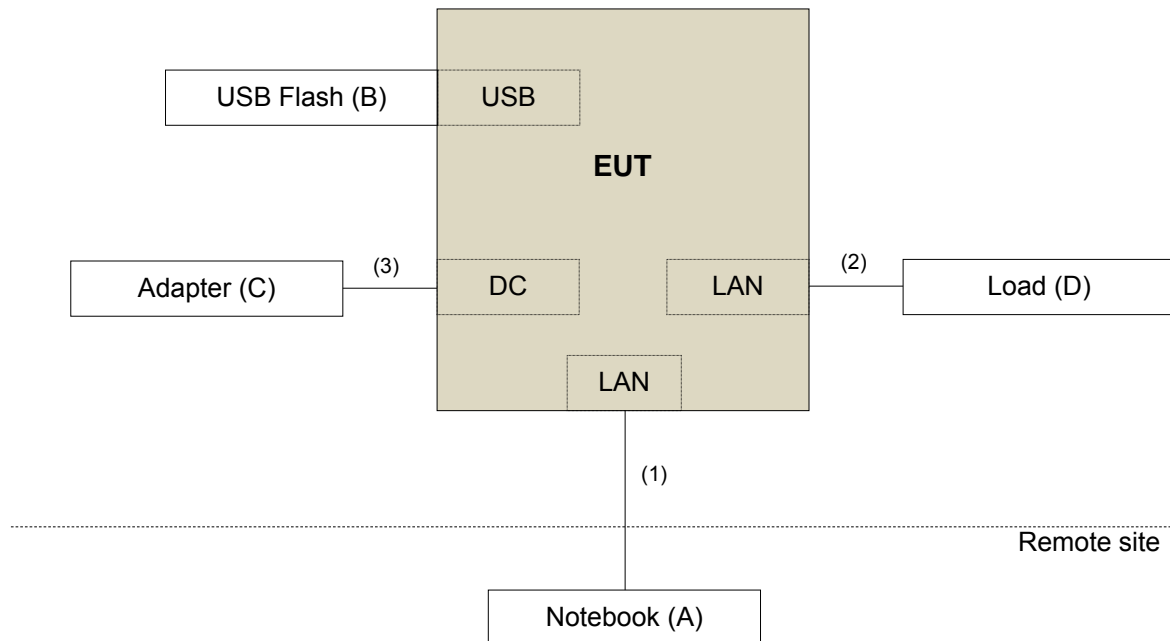 USB Flash (B)
USB
EUT
Adapter (C)
(3)
DC
LAN
(2)
Load (D)
LAN
(1)
Remote site
Notebook (A)